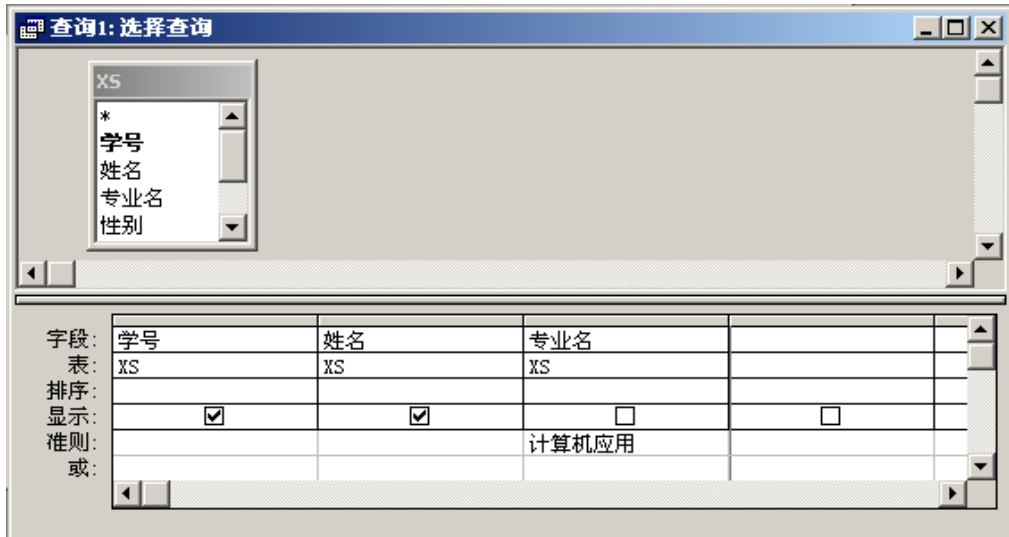 查询1: 选择查询
XS
*
学号
姓名
专业名
性别
字段: 学号 姓名 专业名
表: XS XS XS
排序:
显示:
准则: 计算机应用
或: